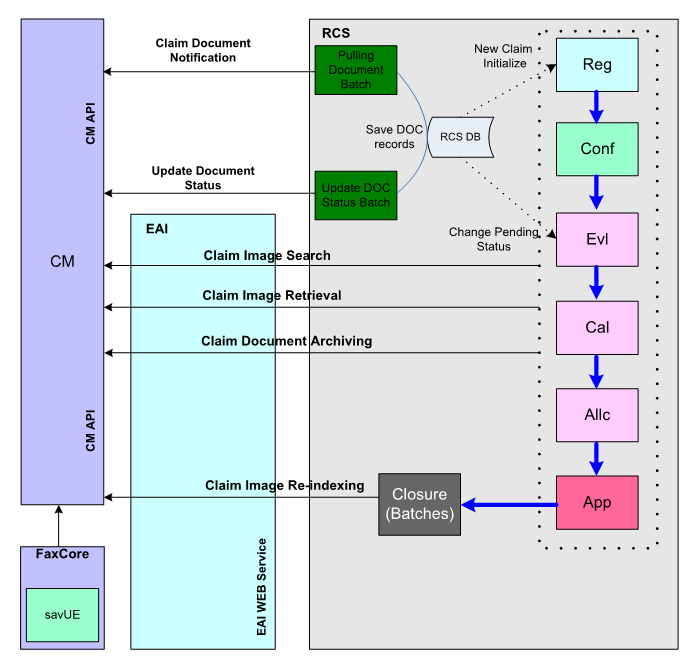 RCS
Claim Document
Notification
Pulling
Document
Batch
New Claim
Initialize
Reg
CM API
Save DOC
records
RCS DB
Conf
Update Document
Status
Update DOC
Status Batch
EAI
Change Pending
Status
Evl
CM
Claim Image Search
Claim Image Retrieval
Cal
Claim Document Archiving
CM API
Allc
Claim Image Re-indexing
Closure
(Batches)
App
FaxCore
savUE
EAI WEB Service